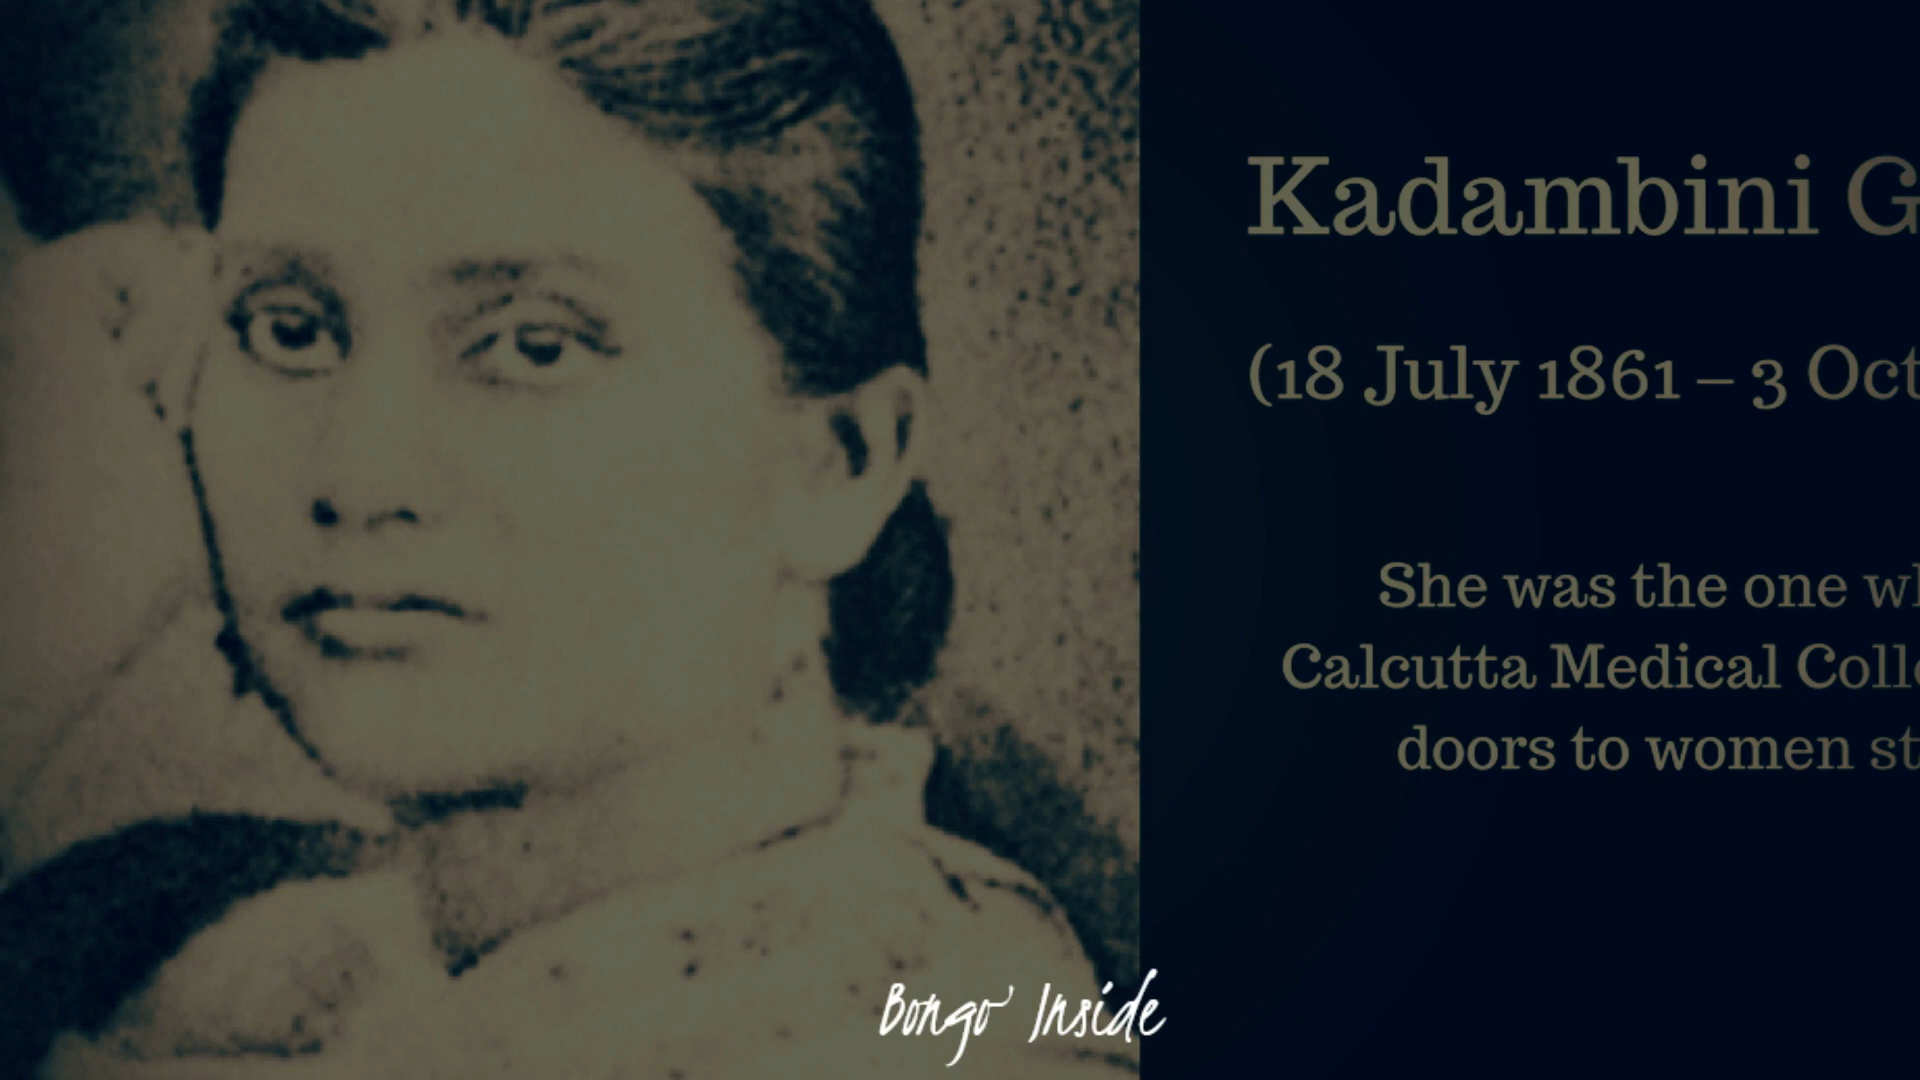 Kadambini G
(18 July 1861 – 3 Oct
She was the one wh
Calcutta Medical Colle
doors to women st
Bongo Inside